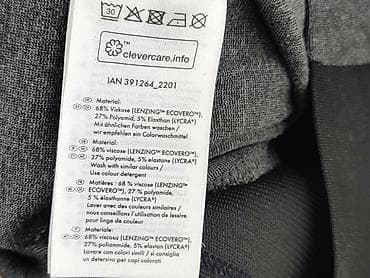 30
clevercare.info
IAN 391264_2201
Material:
68% Viskose (LENZING™ ECOVERO™),
27% Polyamid, 5% Elasthan (LYCRA®)
Mit ähnlichen Farben waschen /
wir empfehlen ein Colorwaschmittel
Material:
68% viscose (LENZING™ ECOVERO™),
27% polyamide, 5% elastane (LYCRA®)
Wash with similar colours /
Use colour detergent
Matières : 68 % viscose (LENZING™
ECOVERO™), 27 % polyamide,
5 % élasthanne (LYCRA®)
Laver avec des couleurs similaires /
nous conseillons l'utilisation de lessive
pour linge de couleur
Materiale:
68% viscosa (LENZING™ ECOVERO™),
27% poliammide, 5% elastan (LYCRA®)
Lavare con colori simili / si consiglia
un detersivo per capi colorati